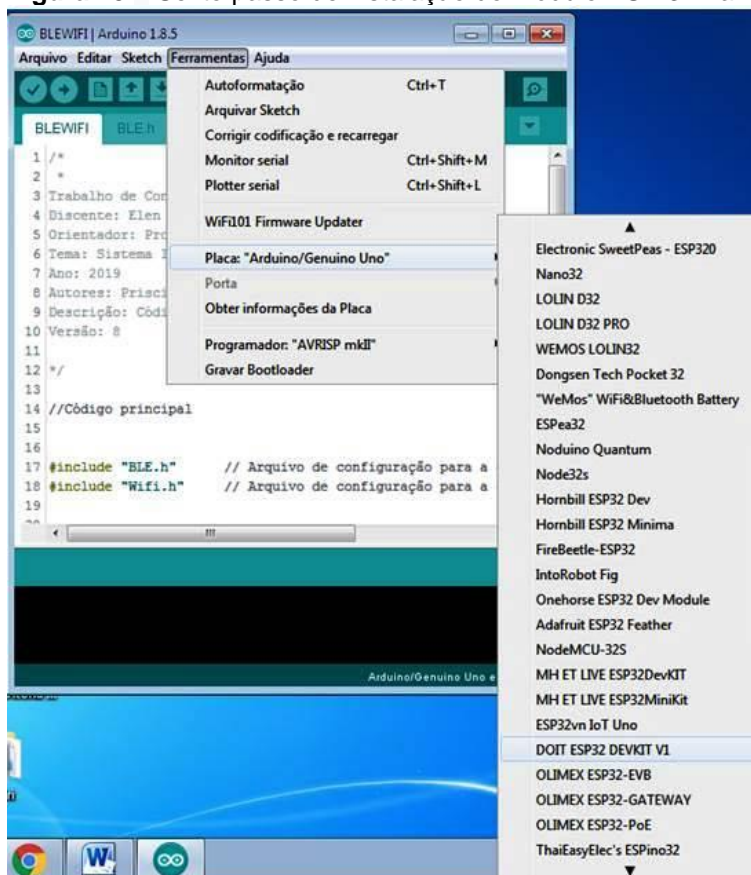 BLEWIFI | Arduino 1.8.5
Arquivo Editar Sketch Ferramentas Ajuda
BLEWIFI BLE.h
Autoformatação Ctrl+T
Arquivar Sketch
Corrigir codificação e recarregar
Monitor serial Ctrl+Shift+M
Plotter serial Ctrl+Shift+L
WiFi101 Firmware Updater
Placa: "Arduino/Genuino Uno"
Porta
Obter informações da Placa
Programador: "AVRISP mkII"
Gravar Bootloader
1 /*
2 *
3 Trabalho de Con
4 Discente: Elen
5 Orientador: Pro
6 Tema: Sistema I
7 Ano: 2019
8 Autores: Prisci
9 Descrição: Códi
10 Versão: 8
11
12 */
13
14 //Código principal
15
16
17 #include "BLE.h" // Arquivo de configuração para a
18 #include "Wifi.h" // Arquivo de configuração para a
19
Arduino/Genuino Uno e
Electronic SweetPeas - ESP320
Nano32
LOLIN D32
LOLIN D32 PRO
WEMOS LOLIN32
Dongsen Tech Pocket 32
"WeMos" WiFi&Bluetooth Battery
ESPea32
Noduino Quantum
Node32s
Hornbill ESP32 Dev
Hornbill ESP32 Minima
FireBeetle-ESP32
IntoRobot Fig
Onehorse ESP32 Dev Module
Adafruit ESP32 Feather
NodeMCU-32S
MH ET LIVE ESP32DevKIT
MH ET LIVE ESP32MiniKit
ESP32vn IoT Uno
DOIT ESP32 DEVKIT V1
OLIMEX ESP32-EVB
OLIMEX ESP32-GATEWAY
OLIMEX ESP32-PoE
ThaiEasyElec's ESPino32